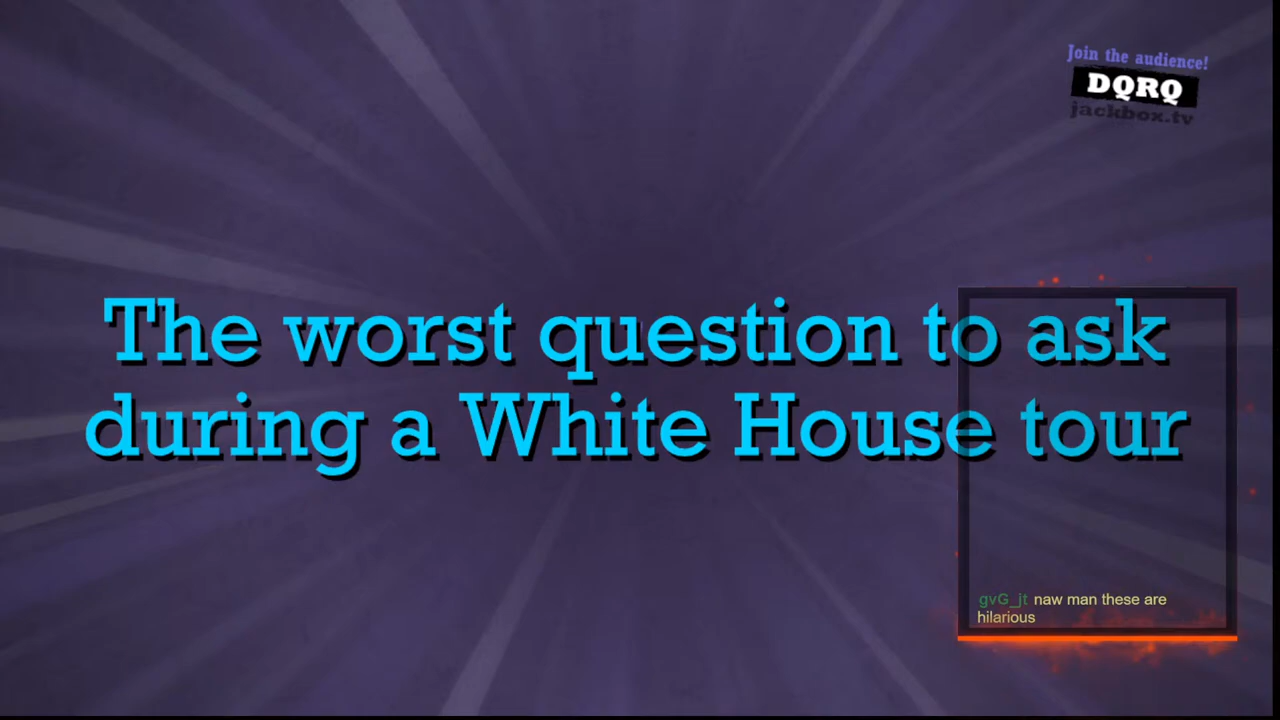 Join the audience!
DQRQ
jackbox.tv
The worst question to ask
during a White House tour
gvG_jt naw man these are
hilarious